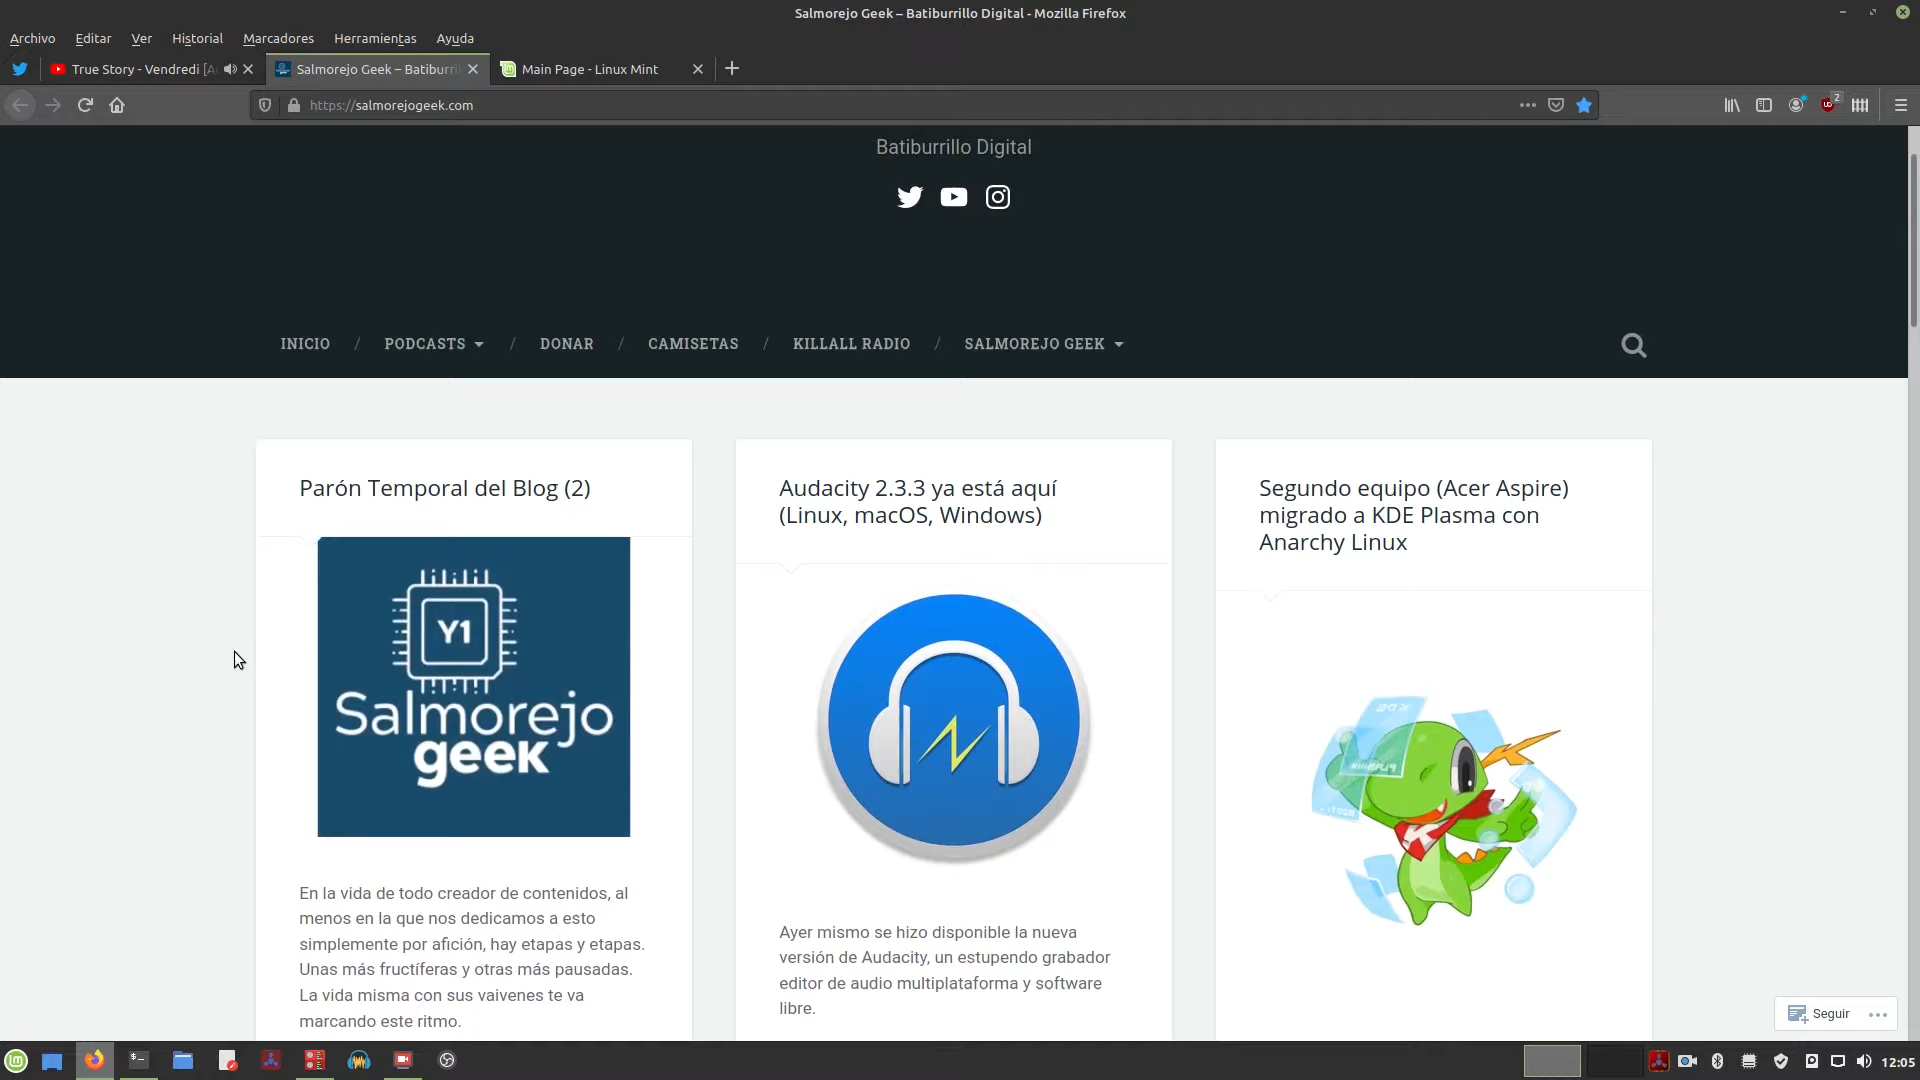 Salmorejo Geek – Batiburrillo Digital - Mozilla Firefox
Archivo Editar Ver Historial Marcadores Herramientas Ayuda
True Story - Vendredi [A
Salmorejo Geek – Batiburril
Main Page - Linux Mint
https://salmorejogeek.com
2
Batiburrillo Digital
INICIO / PODCASTS / DONAR / CAMISETAS / KILLALL RADIO / SALMOREJO GEEK
Parón Temporal del Blog (2)
Y1
Salmorejo
geek
En la vida de todo creador de contenidos, al
menos en la que nos dedicamos a esto
simplemente por afición, hay etapas y etapas.
Unas más fructíferas y otras más pausadas.
La vida misma con sus vaivenes te va
marcando este ritmo.
Audacity 2.3.3 ya está aquí
(Linux, macOS, Windows)
Ayer mismo se hizo disponible la nueva
versión de Audacity, un estupendo grabador
editor de audio multiplataforma y software
libre.
Segundo equipo (Acer Aspire)
migrado a KDE Plasma con
Anarchy Linux
K
Seguir
12:05